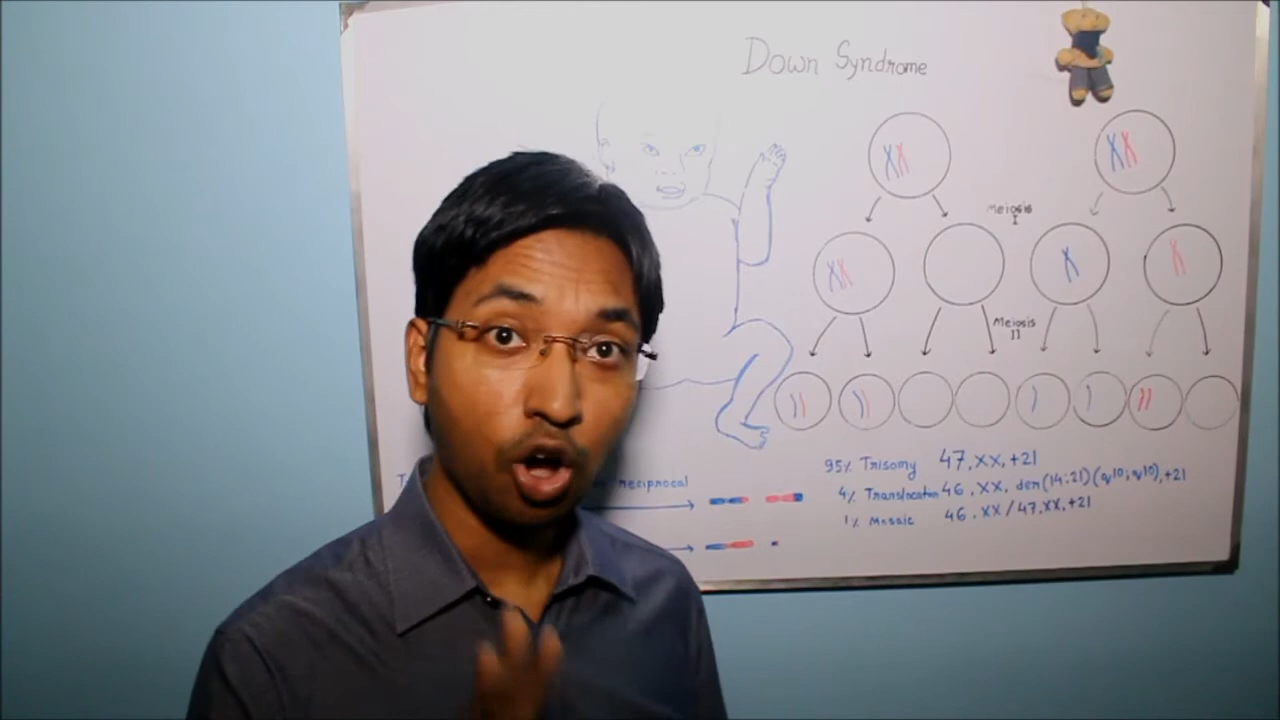 Down Syndrome
Meiosis
I
Meiosis
II
95% Trisomy 47,XX,+21
4% Translocation 46,XX, der(14:21)(q10;q10),+21
1% Mosaic 46.XX/47,XX,+21
reciprocal